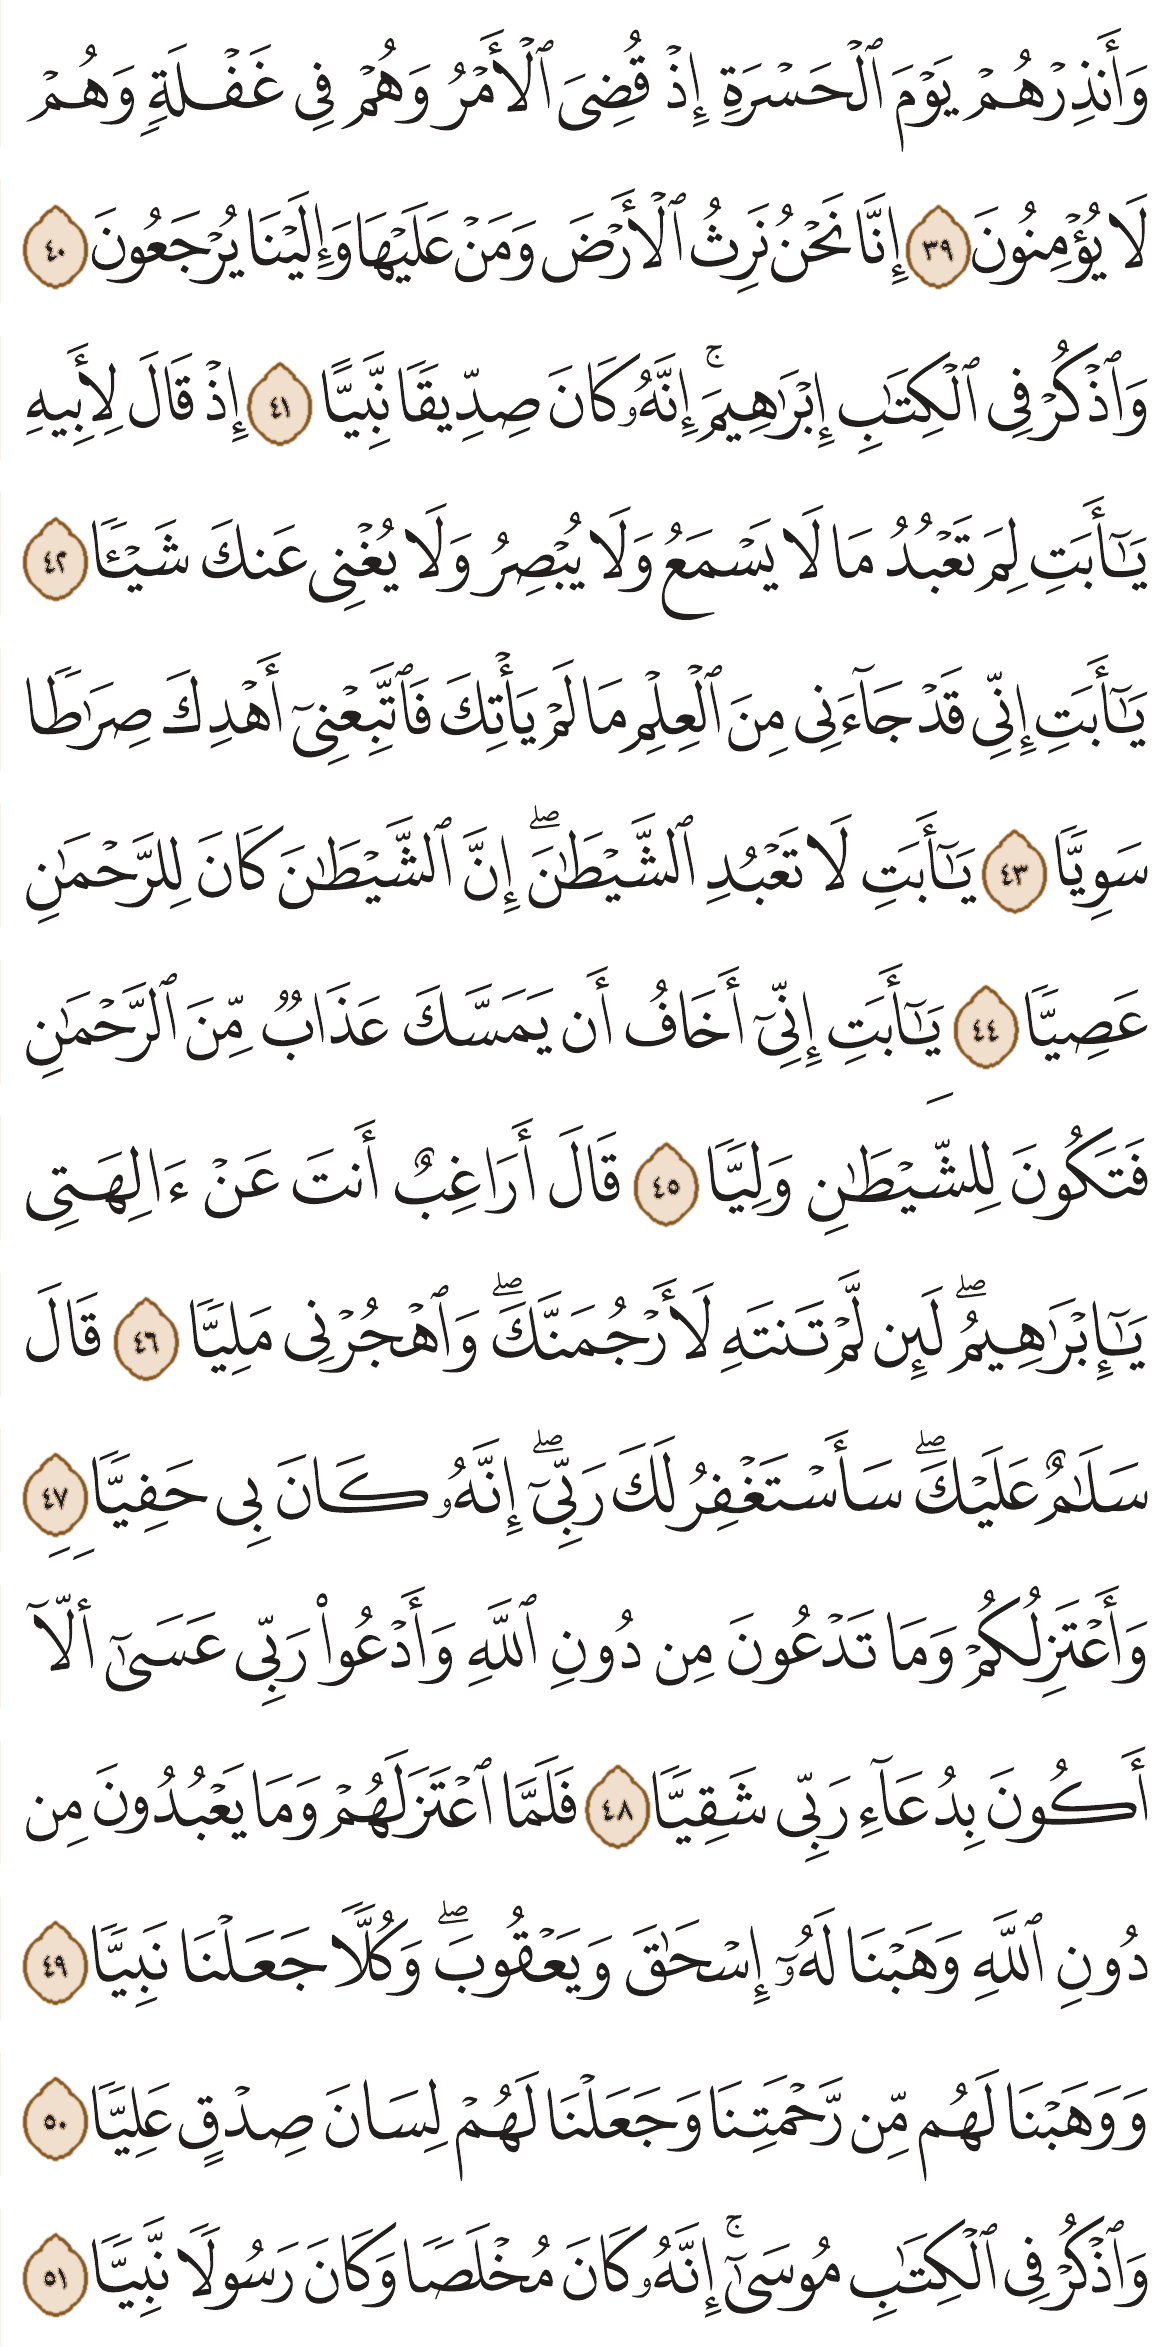 وَأَنذِرْهُمْ يَوْمَ ٱلْحَسْرَةِ إِذْ قُضِىَ ٱلْأَمْرُ وَهُمْ فِى غَفْلَةٍ وَهُمْ
لَا يُؤْمِنُونَ ٣٩ إِنَّا نَحْنُ نَرِثُ ٱلْأَرْضَ وَمَنْ عَلَيْهَا وَإِلَيْنَا يُرْجَعُونَ ٤٠
وَٱذْكُرْ فِى ٱلْكِتَٰبِ إِبْرَٰهِيمَ ۚ إِنَّهُۥ كَانَ صِدِّيقًا نَّبِيًّا ٤١ إِذْ قَالَ لِأَبِيهِ
يَٰٓأَبَتِ لِمَ تَعْبُدُ مَا لَا يَسْمَعُ وَلَا يُبْصِرُ وَلَا يُغْنِى عَنكَ شَيْـًٔا ٤٢
يَٰٓأَبَتِ إِنِّى قَدْ جَآءَنِى مِنَ ٱلْعِلْمِ مَا لَمْ يَأْتِكَ فَٱتَّبِعْنِىٓ أَهْدِكَ صِرَٰطًا
سَوِيًّا ٤٣ يَٰٓأَبَتِ لَا تَعْبُدِ ٱلشَّيْطَٰنَ ۖ إِنَّ ٱلشَّيْطَٰنَ كَانَ لِلرَّحْمَٰنِ
عَصِيًّا ٤٤ يَٰٓأَبَتِ إِنِّىٓ أَخَافُ أَن يَمَسَّكَ عَذَابٌ مِّنَ ٱلرَّحْمَٰنِ
فَتَكُونَ لِلشَّيْطَٰنِ وَلِيًّا ٤٥ قَالَ أَرَاغِبٌ أَنتَ عَنْ ءَالِهَتِى
يَٰٓإِبْرَٰهِيمُ ۖ لَئِن لَّمْ تَنتَهِ لَأَرْجُمَنَّكَ ۖ وَٱهْجُرْنِى مَلِيًّا ٤٦ قَالَ
سَلَٰمٌ عَلَيْكَ ۖ سَأَسْتَغْفِرُ لَكَ رَبِّىٓ ۖ إِنَّهُۥ كَانَ بِى حَفِيًّا ٤٧
وَأَعْتَزِلُكُمْ وَمَا تَدْعُونَ مِن دُونِ ٱللَّهِ وَأَدْعُوا۟ رَبِّى عَسَىٰٓ أَلَّآ
أَكُونَ بِدُعَآءِ رَبِّى شَقِيًّا ٤٨ فَلَمَّا ٱعْتَزَلَهُمْ وَمَا يَعْبُدُونَ مِن
دُونِ ٱللَّهِ وَهَبْنَا لَهُۥٓ إِسْحَٰقَ وَيَعْقُوبَ ۖ وَكُلًّا جَعَلْنَا نَبِيًّا ٤٩
وَوَهَبْنَا لَهُم مِّن رَّحْمَتِنَا وَجَعَلْنَا لَهُمْ لِسَانَ صِدْقٍ عَلِيًّا ٥٠
وَٱذْكُرْ فِى ٱلْكِتَٰبِ مُوسَىٰٓ ۚ إِنَّهُۥ كَانَ مُخْلَصًا وَكَانَ رَسُولًا نَّبِيًّا ٥١